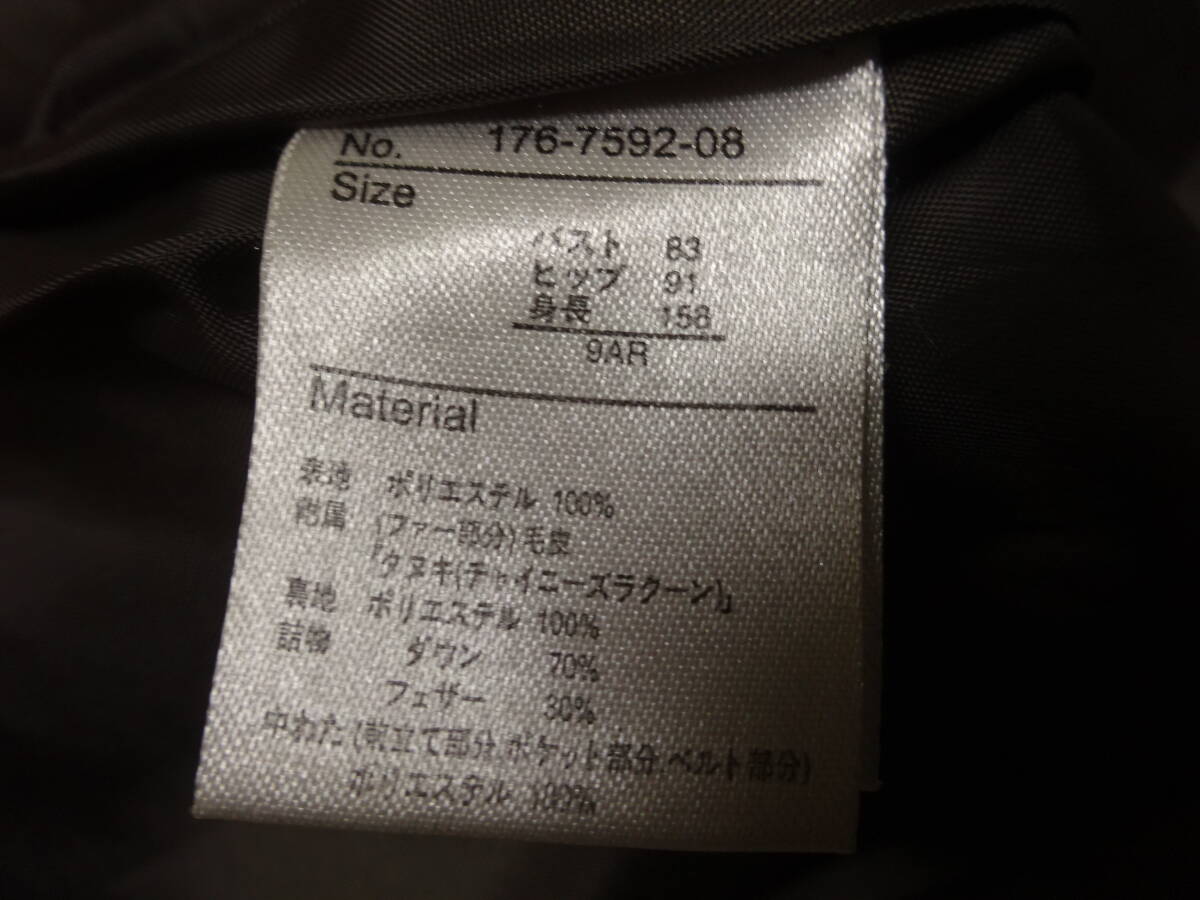 No. 176-7592-08
Size
バスト 83
ヒップ 91
身長 158
9AR
Material
表地 ポリエステル 100%
附属 (ファー部分)毛皮
「タヌキ(チャイニーズラクーン)」
裏地 ポリエステル 100%
詰物 ダウン 70%
フェザー 30%
中わた(前立て部分.ポケット部分.ベルト部分)
ポリエステル 100%